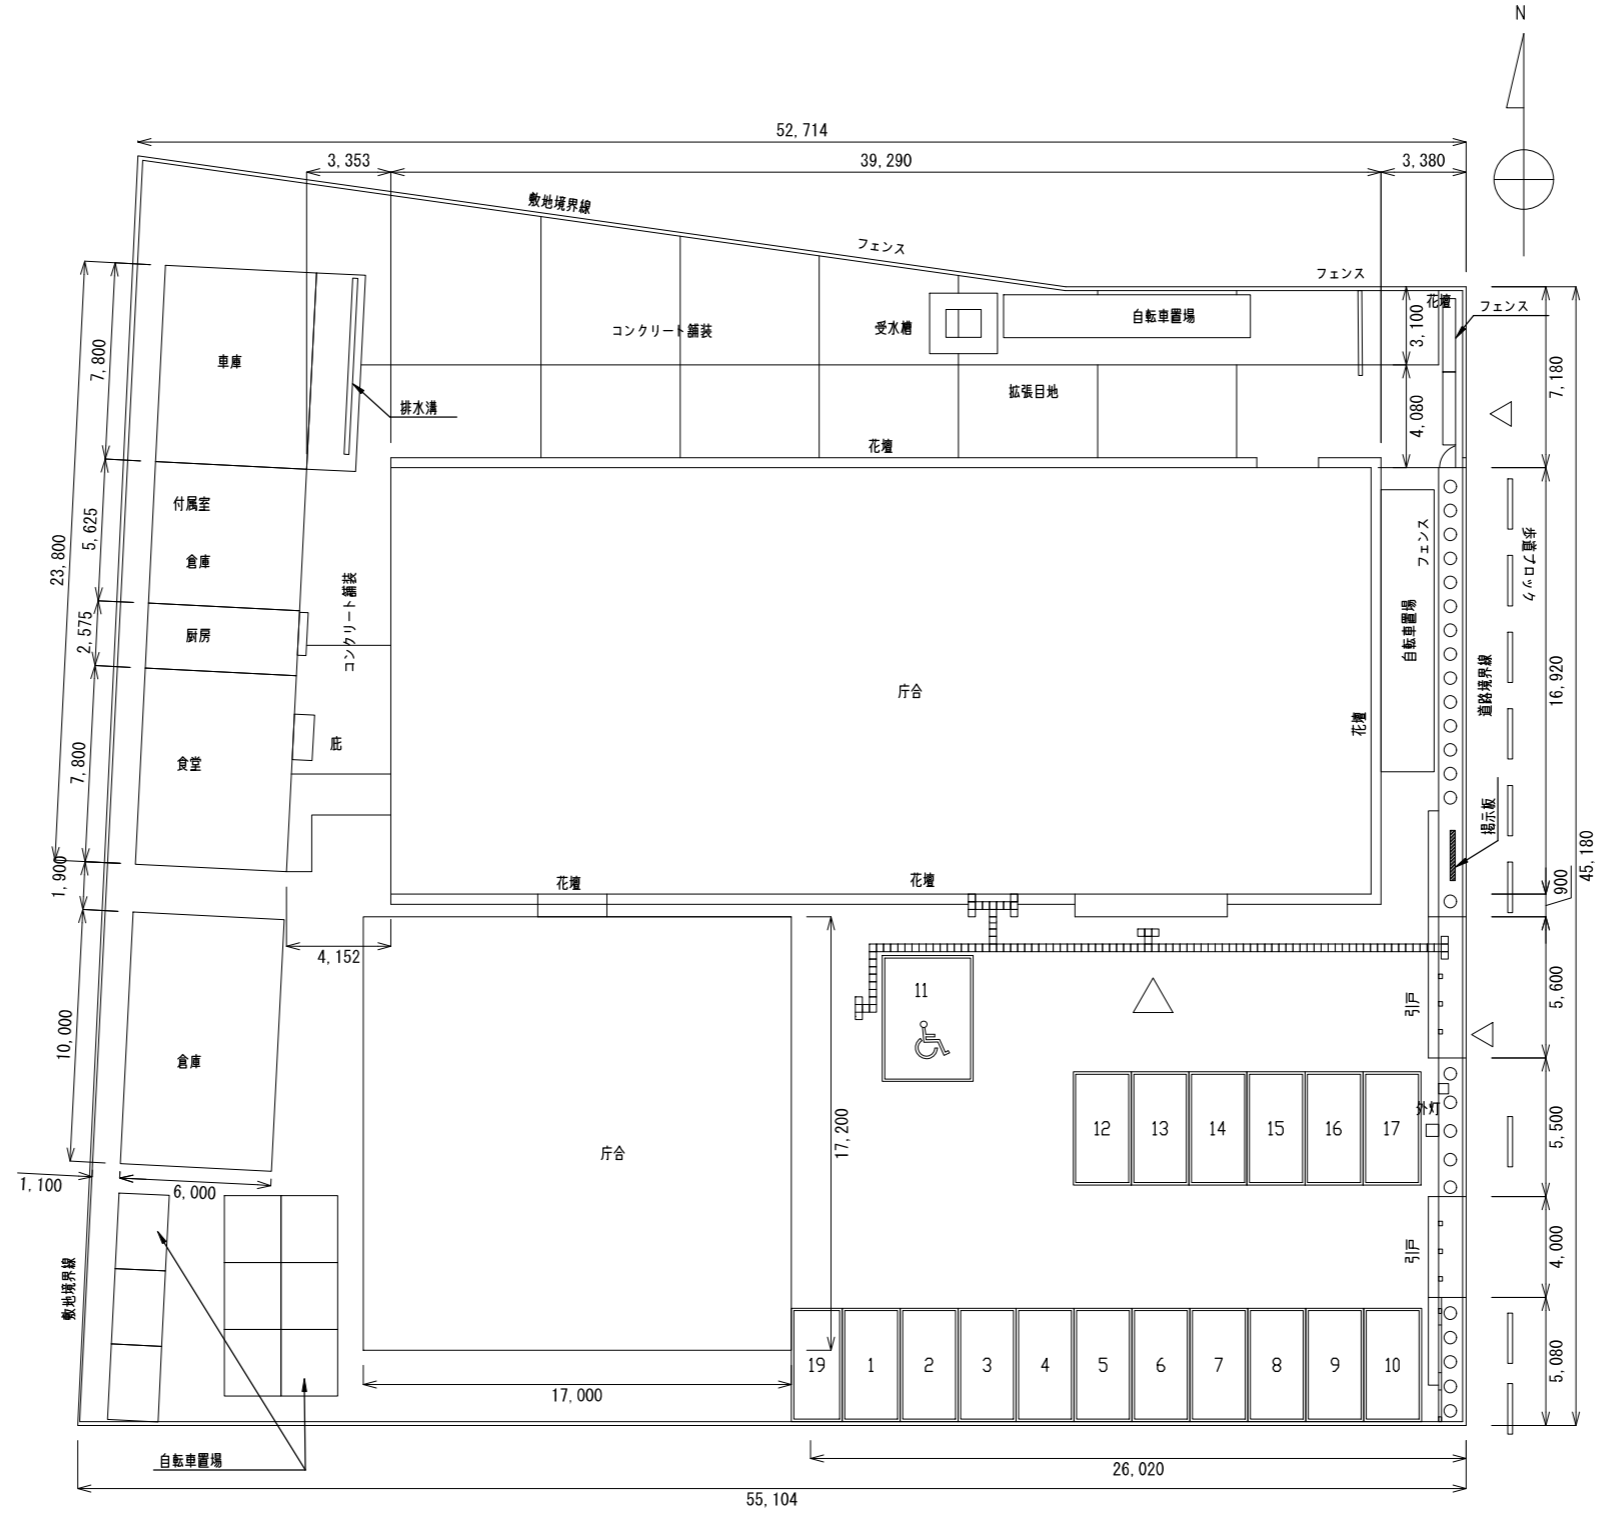 N
52,714
3,353
39,290
3,380
敷地境界線
フェンス
フェンス
花壇
フェンス
自転車置場
受水槽
コンクリート舗装
3,100
7,180
車庫
7,800
排水溝
拡張目地
4,080
花壇
付属室
5,625
倉庫
23,800
コンクリート舗装
フェンス
歩道ブロック
厨房
2,575
自転車置場
道路境界線
16,920
庁舎
花壇
庇
食堂
7,800
掲示板
45,180
1,900
花壇
花壇
900
4,152
11
引戸
5,600
10,000
倉庫
17,200
外灯
12
13
14
15
16
17
5,500
庁舎
1,100
6,000
敷地境界線
引戸
4,000
19
1
2
3
4
5
6
7
8
9
10
5,080
17,000
自転車置場
26,020
55,104